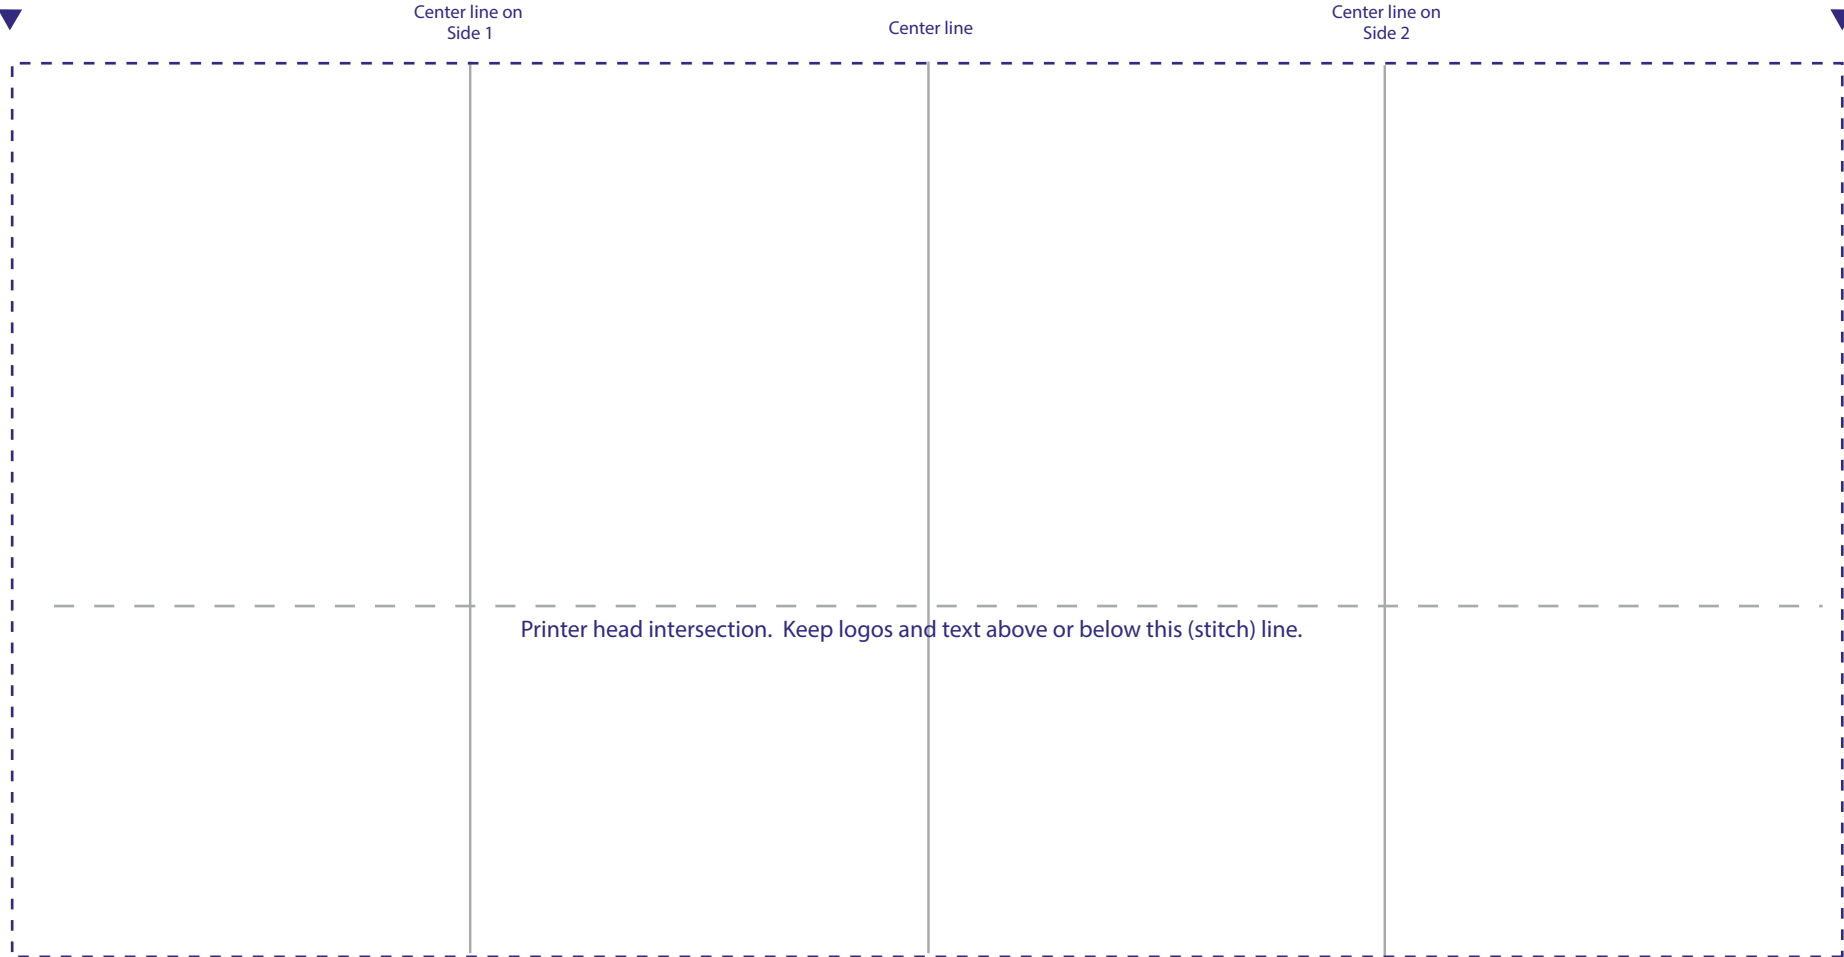 Center line on
Side 1
Center line
Center line on
Side 2
Printer head intersection.  Keep logos and text above or below this (stitch) line.